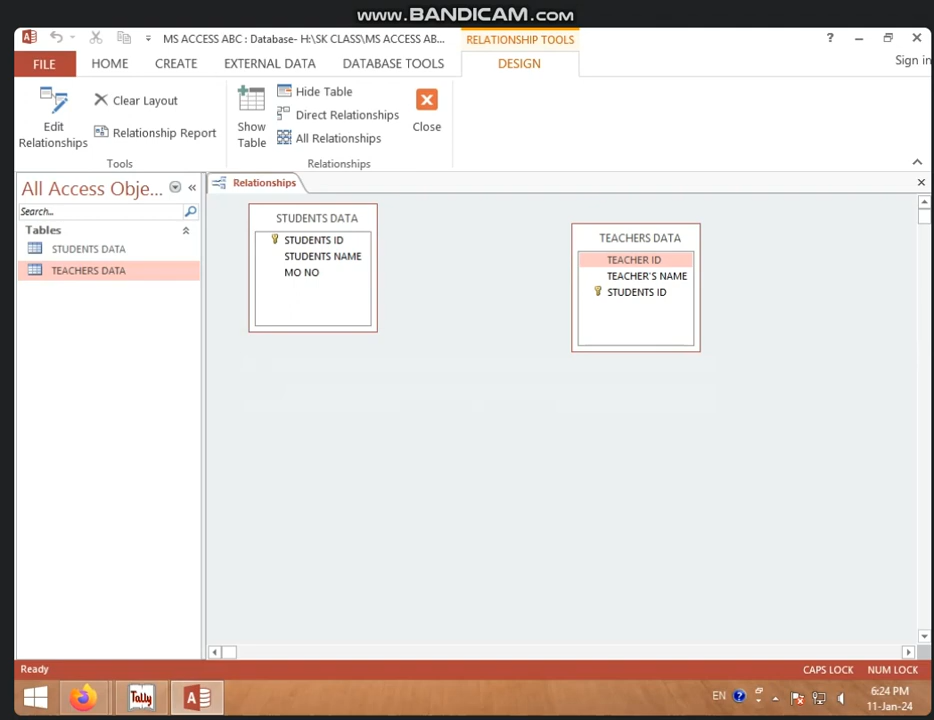 www.BANDICAM.com
MS ACCESS ABC : Database- H:\SK CLASS\MS ACCESS AB...
RELATIONSHIP TOOLS
?
FILE
HOME
CREATE
EXTERNAL DATA
DATABASE TOOLS
DESIGN
Sign in
Edit
Relationships
Clear Layout
Relationship Report
Tools
Show
Table
Hide Table
Direct Relationships
All Relationships
Close
Relationships
All Access Obje...
Search...
Tables
STUDENTS DATA
TEACHERS DATA
Relationships
STUDENTS DATA
STUDENTS ID
STUDENTS NAME
MO NO
TEACHERS DATA
TEACHER ID
TEACHER'S NAME
STUDENTS ID
Ready
CAPS LOCK
NUM LOCK
Tally
EN
6:24 PM
11-Jan-24